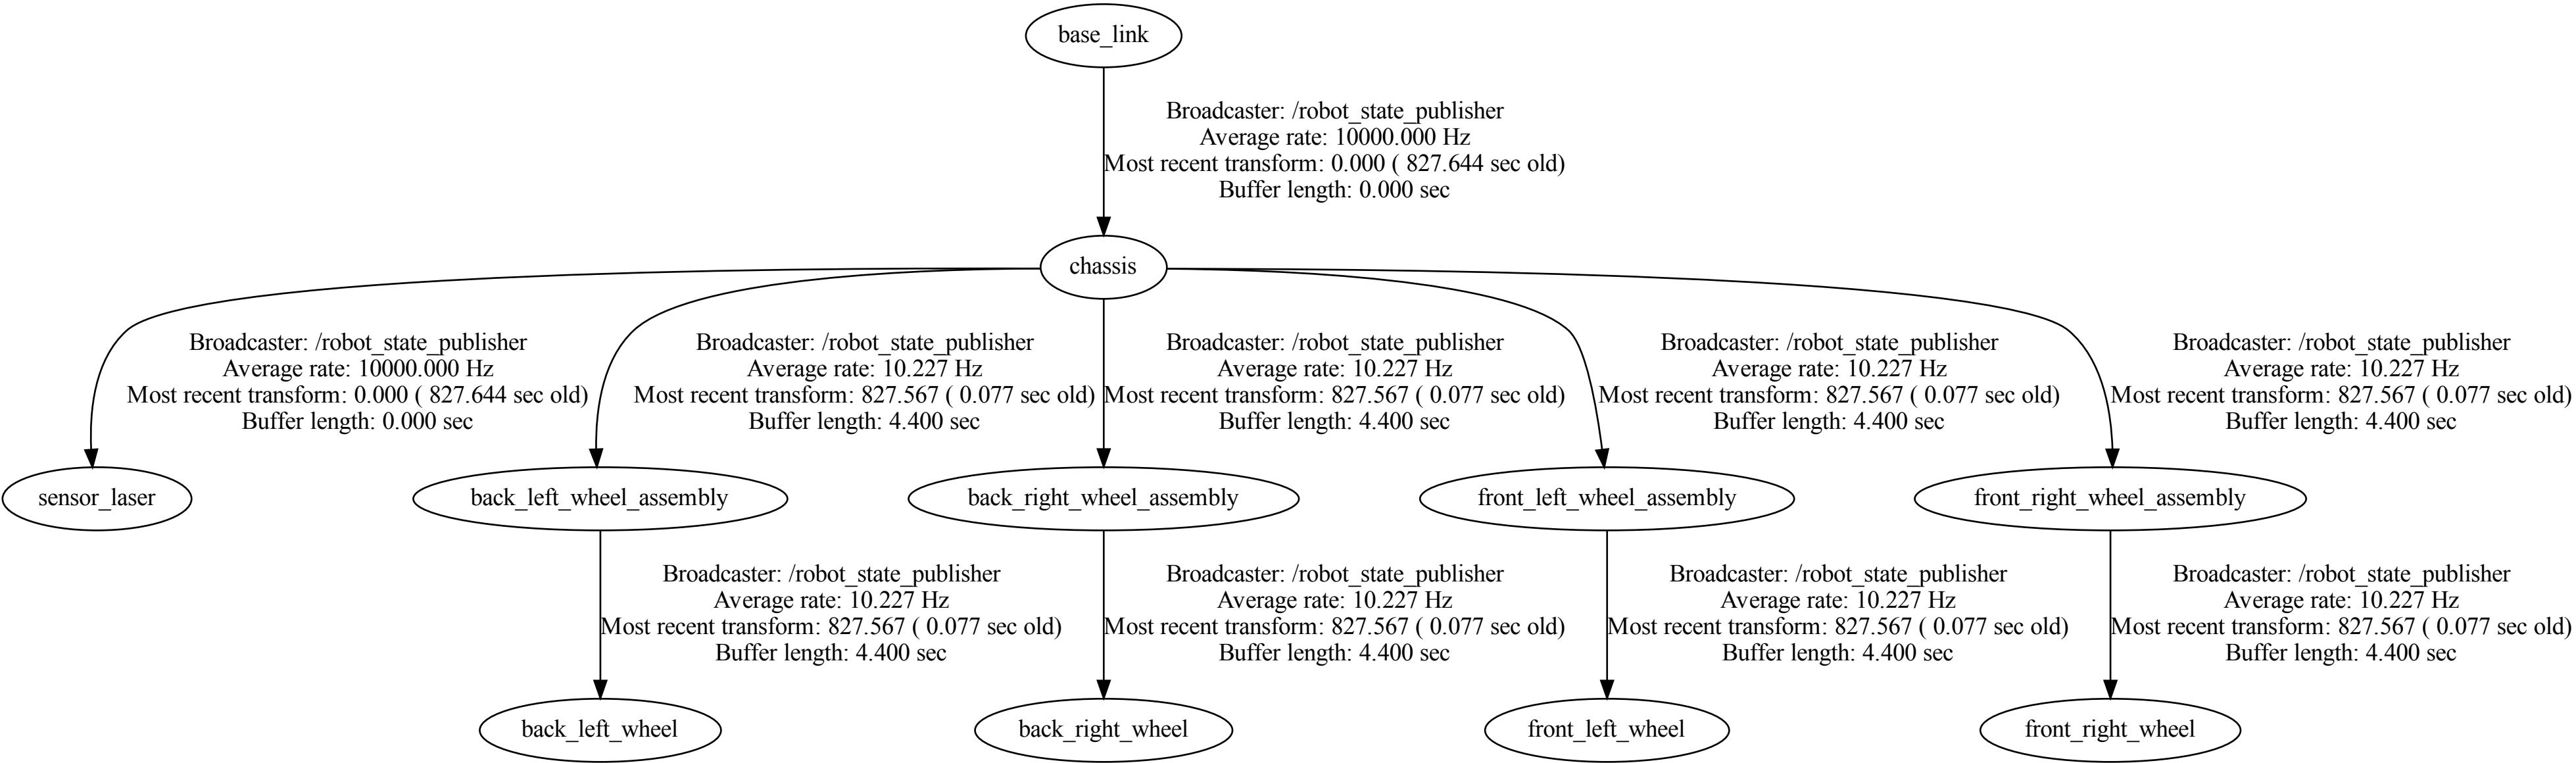 base_link
Broadcaster: /robot_state_publisher
Average rate: 10000.000 Hz
Most recent transform: 0.000 ( 827.644 sec old)
Buffer length: 0.000 sec
chassis
Broadcaster: /robot_state_publisher
Average rate: 10000.000 Hz
Most recent transform: 0.000 ( 827.644 sec old)
Buffer length: 0.000 sec
Broadcaster: /robot_state_publisher
Average rate: 10.227 Hz
Most recent transform: 827.567 ( 0.077 sec old)
Buffer length: 4.400 sec
Broadcaster: /robot_state_publisher
Average rate: 10.227 Hz
Most recent transform: 827.567 ( 0.077 sec old)
Buffer length: 4.400 sec
Broadcaster: /robot_state_publisher
Average rate: 10.227 Hz
Most recent transform: 827.567 ( 0.077 sec old)
Buffer length: 4.400 sec
Broadcaster: /robot_state_publisher
Average rate: 10.227 Hz
Most recent transform: 827.567 ( 0.077 sec old)
Buffer length: 4.400 sec
sensor_laser
back_left_wheel_assembly
back_right_wheel_assembly
front_left_wheel_assembly
front_right_wheel_assembly
Broadcaster: /robot_state_publisher
Average rate: 10.227 Hz
Most recent transform: 827.567 ( 0.077 sec old)
Buffer length: 4.400 sec
Broadcaster: /robot_state_publisher
Average rate: 10.227 Hz
Most recent transform: 827.567 ( 0.077 sec old)
Buffer length: 4.400 sec
Broadcaster: /robot_state_publisher
Average rate: 10.227 Hz
Most recent transform: 827.567 ( 0.077 sec old)
Buffer length: 4.400 sec
Broadcaster: /robot_state_publisher
Average rate: 10.227 Hz
Most recent transform: 827.567 ( 0.077 sec old)
Buffer length: 4.400 sec
back_left_wheel
back_right_wheel
front_left_wheel
front_right_wheel